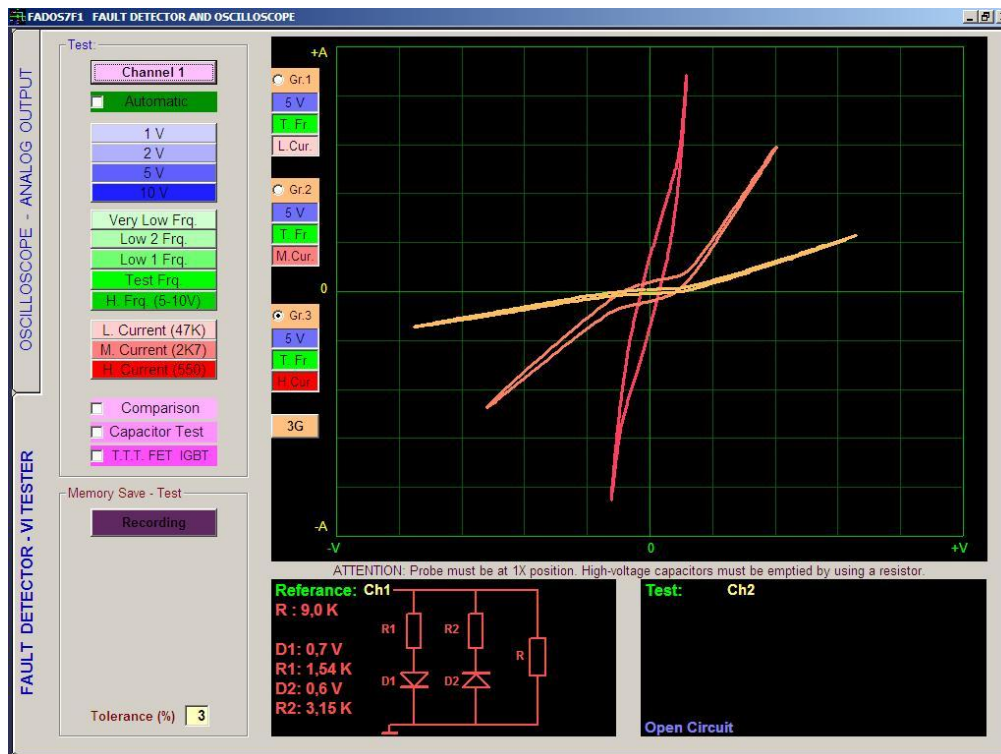 FADOS7F1 FAULT DETECTOR AND OSCILLOSCOPE
OSCILLOSCOPE - ANALOG OUTPUT
FAULT DETECTOR - VI TESTER
Test:
Channel 1
Automatic
1 V
2 V
5 V
10 V
Very Low Frq.
Low 2 Frq.
Low 1 Frq.
Test Frq.
H. Frq. (5-10V)
L. Current (47K)
M. Current (2K7)
H. Current (550)
Comparison
Capacitor Test
T.T.T. FET IGBT
Memory Save - Test
Recording
Tolerance (%) 3
+A
Gr.1
5 V
T. Fr
L.Cur.
Gr.2
5 V
T. Fr
M.Cur.
0
Gr.3
5 V
T. Fr
H.Cur.
3G
-A
-V 0 +V
ATTENTION: Probe must be at 1X position. High-voltage capacitors must be emptied by using a resistor.
Referance: Ch1
R : 9,0 K
D1: 0,7 V
R1: 1,54 K
D2: 0,6 V
R2: 3,15 K
R1 R2 R
D1 D2
Test: Ch2
Open Circuit